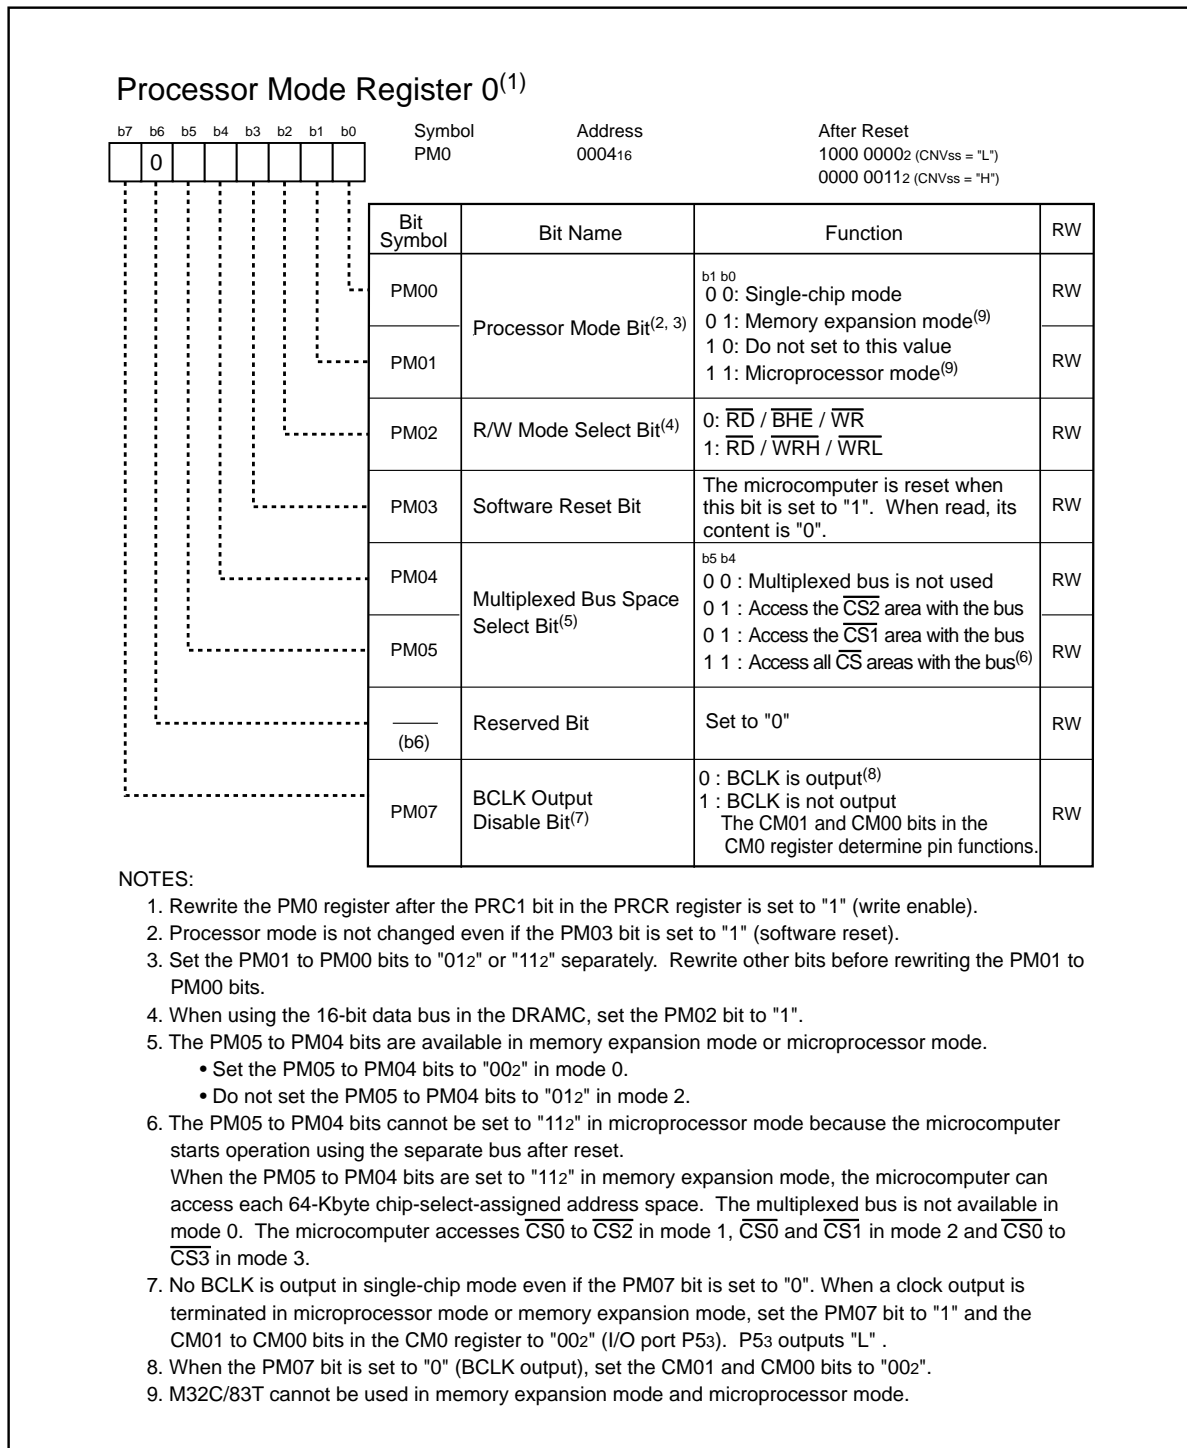 Processor Mode Register 0(1)
b7 b6 b5 b4 b3 b2 b1 b0
0
Symbol Address After Reset
PM0 000416 1000 00002 (CNVss = "L")
0000 00112 (CNVss = "H")
Bit Symbol Bit Name Function RW
PM00 RW
PM01 RW
Processor Mode Bit(2, 3)
b1 b0
0 0: Single-chip mode
0 1: Memory expansion mode(9)
1 0: Do not set to this value
1 1: Microprocessor mode(9)
PM02 R/W Mode Select Bit(4) RW
0: RD / BHE / WR
1: RD / WRH / WRL
PM03 Software Reset Bit RW
The microcomputer is reset when
this bit is set to "1". When read, its
content is "0".
PM04 RW
PM05 RW
Multiplexed Bus Space
Select Bit(5)
b5 b4
0 0 : Multiplexed bus is not used
0 1 : Access the CS2 area with the bus
0 1 : Access the CS1 area with the bus
1 1 : Access all CS areas with the bus(6)
(b6) Reserved Bit Set to "0" RW
PM07 BCLK Output
Disable Bit(7) RW
0 : BCLK is output(8)
1 : BCLK is not output
The CM01 and CM00 bits in the
CM0 register determine pin functions.
NOTES:
1. Rewrite the PM0 register after the PRC1 bit in the PRCR register is set to "1" (write enable).
2. Processor mode is not changed even if the PM03 bit is set to "1" (software reset).
3. Set the PM01 to PM00 bits to "012" or "112" separately. Rewrite other bits before rewriting the PM01 to
PM00 bits.
4. When using the 16-bit data bus in the DRAMC, set the PM02 bit to "1".
5. The PM05 to PM04 bits are available in memory expansion mode or microprocessor mode.
• Set the PM05 to PM04 bits to "002" in mode 0.
• Do not set the PM05 to PM04 bits to "012" in mode 2.
6. The PM05 to PM04 bits cannot be set to "112" in microprocessor mode because the microcomputer
starts operation using the separate bus after reset.
When the PM05 to PM04 bits are set to "112" in memory expansion mode, the microcomputer can
access each 64-Kbyte chip-select-assigned address space. The multiplexed bus is not available in
mode 0. The microcomputer accesses CS0 to CS2 in mode 1, CS0 and CS1 in mode 2 and CS0 to
CS3 in mode 3.
7. No BCLK is output in single-chip mode even if the PM07 bit is set to "0". When a clock output is
terminated in microprocessor mode or memory expansion mode, set the PM07 bit to "1" and the
CM01 to CM00 bits in the CM0 register to "002" (I/O port P53). P53 outputs "L" .
8. When the PM07 bit is set to "0" (BCLK output), set the CM01 and CM00 bits to "002".
9. M32C/83T cannot be used in memory expansion mode and microprocessor mode.